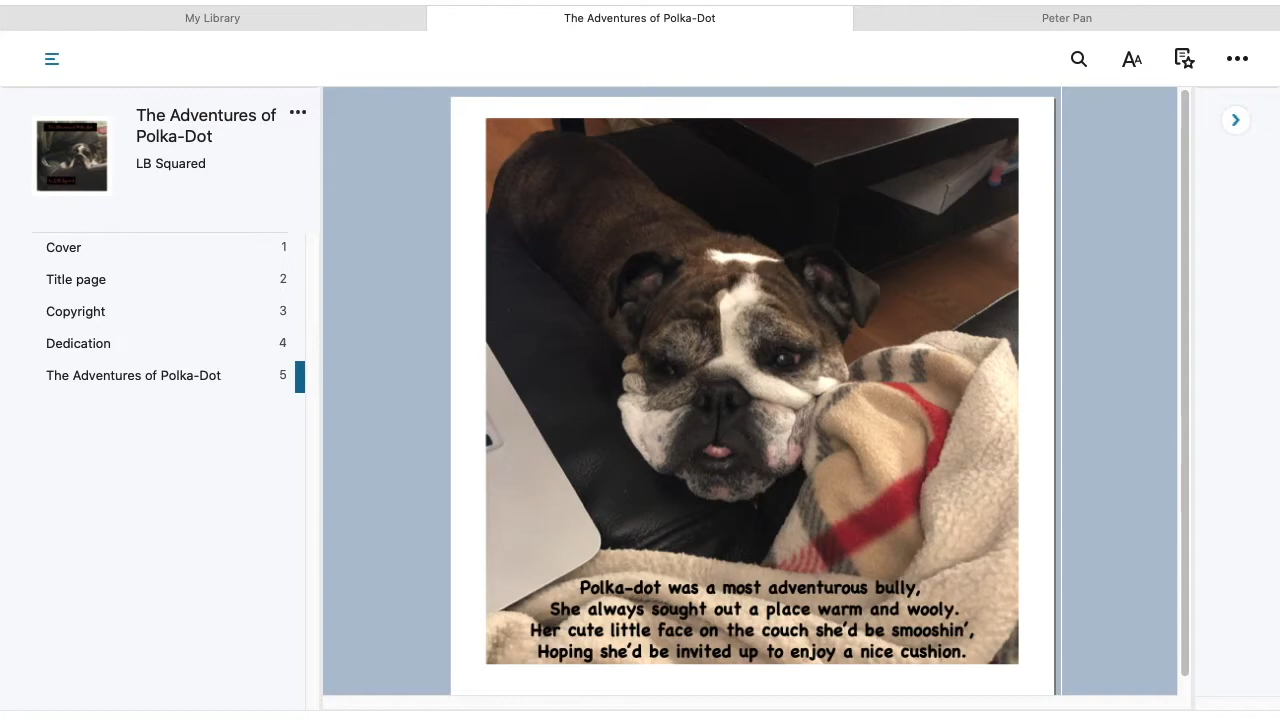 My Library
The Adventures of Polka-Dot
Peter Pan
AA
The Adventures of
Polka-Dot
LB Squared
Cover 1
Title page 2
Copyright 3
Dedication 4
The Adventures of Polka-Dot 5
Polka-dot was a most adventurous bully,
She always sought out a place warm and wooly.
Her cute little face on the couch she'd be smooshin',
Hoping she'd be invited up to enjoy a nice cushion.